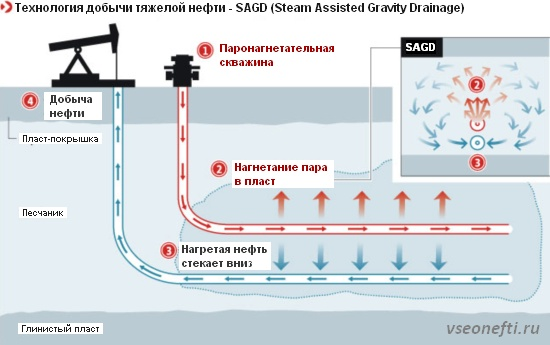 Технология добычи тяжелой нефти - SAGD (Steam Assisted Gravity Drainage)
1 Паронагнетательная
скважина
SAGD
2
3
4 Добыча
нефти
Пласт-покрышка
2 Нагнетание пара
в пласт
Песчаник
3 Нагретая нефть
стекает вниз
Глинистый пласт
vseonefti.ru